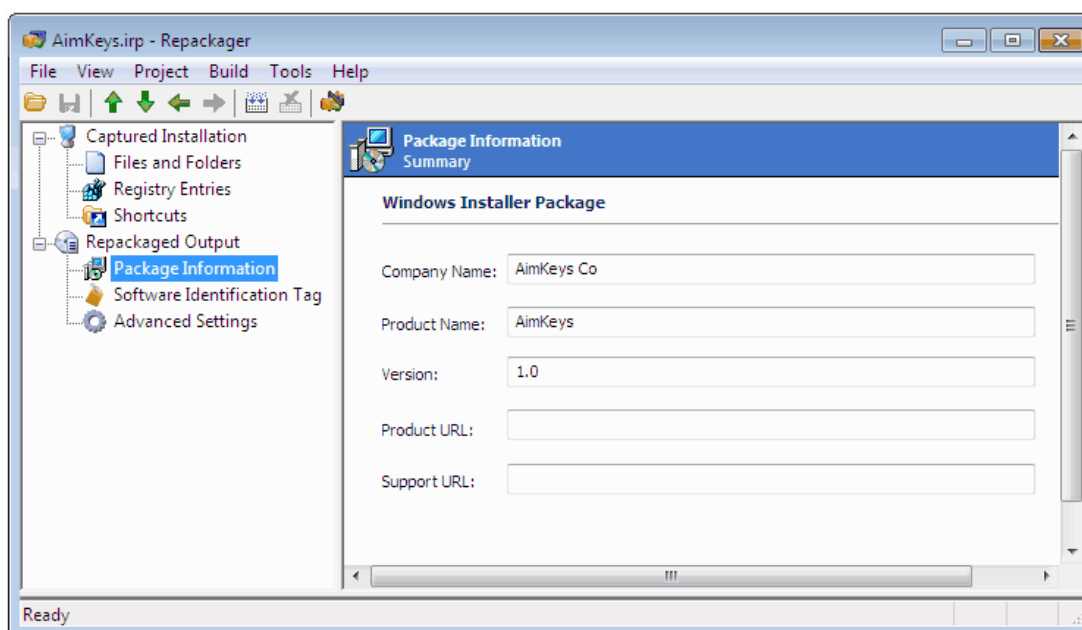 AimKeys.irp - Repackager
File View Project Build Tools Help
Captured Installation
Files and Folders
Registry Entries
Shortcuts
Repackaged Output
Package Information
Software Identification Tag
Advanced Settings
Package Information
Summary
Windows Installer Package
Company Name: AimKeys Co
Product Name: AimKeys
Version: 1.0
Product URL:
Support URL:
Ready